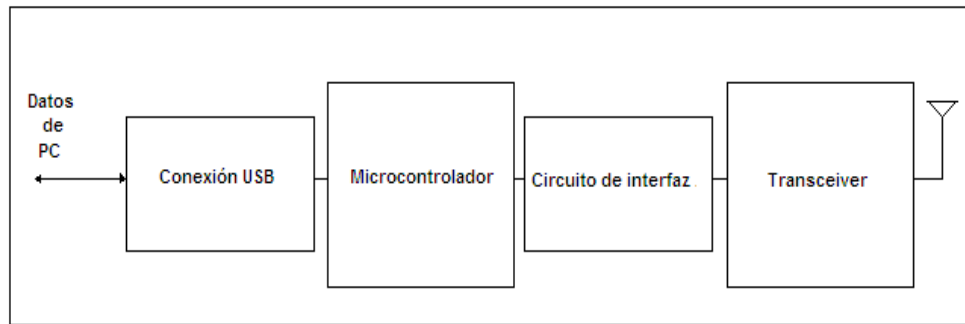 Datos
de
PC
Conexión USB
Microcontrolador
Circuito de interfaz.
Transceiver